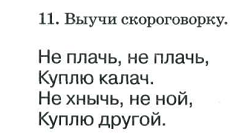 11. Выучи скороговорку.
Не плачь, не плачь,
Куплю калач.
Не хнычь, не ной,
Куплю другой.